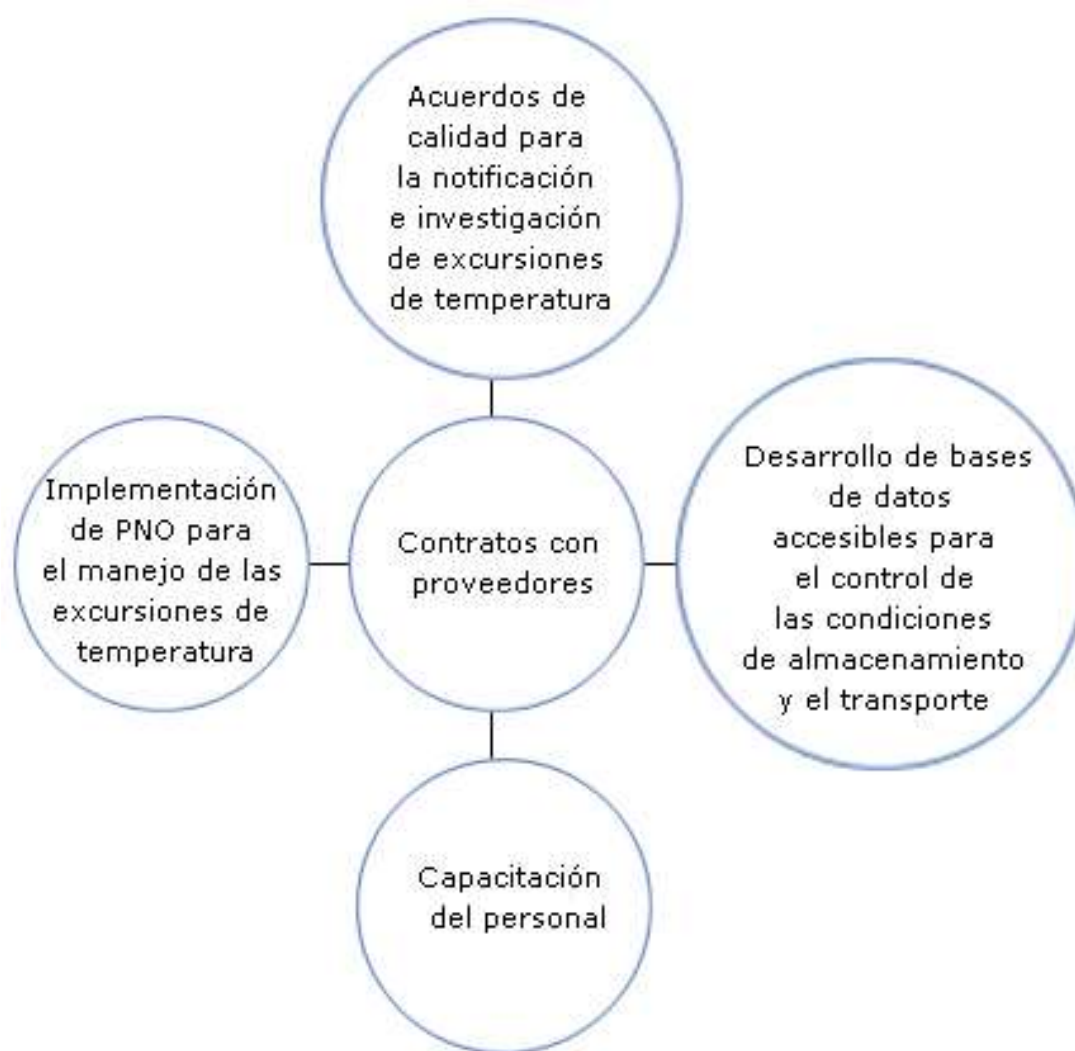 Acuerdos de
calidad para
la notificación
e investigación
de excursiones
de temperatura
Implementación
de PNO para
el manejo de las
excursiones de
temperatura
Contratos con
proveedores
Desarrollo de bases
de datos
accesibles para
el control de
las condiciones
de almacenamiento
y el transporte
Capacitación
del personal